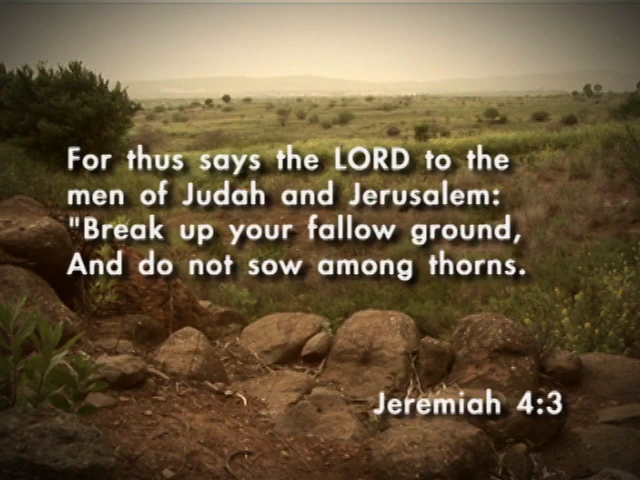 For thus says the LORD to the
men of Judah and Jerusalem:
"Break up your fallow ground,
And do not sow among thorns.
Jeremiah 4:3